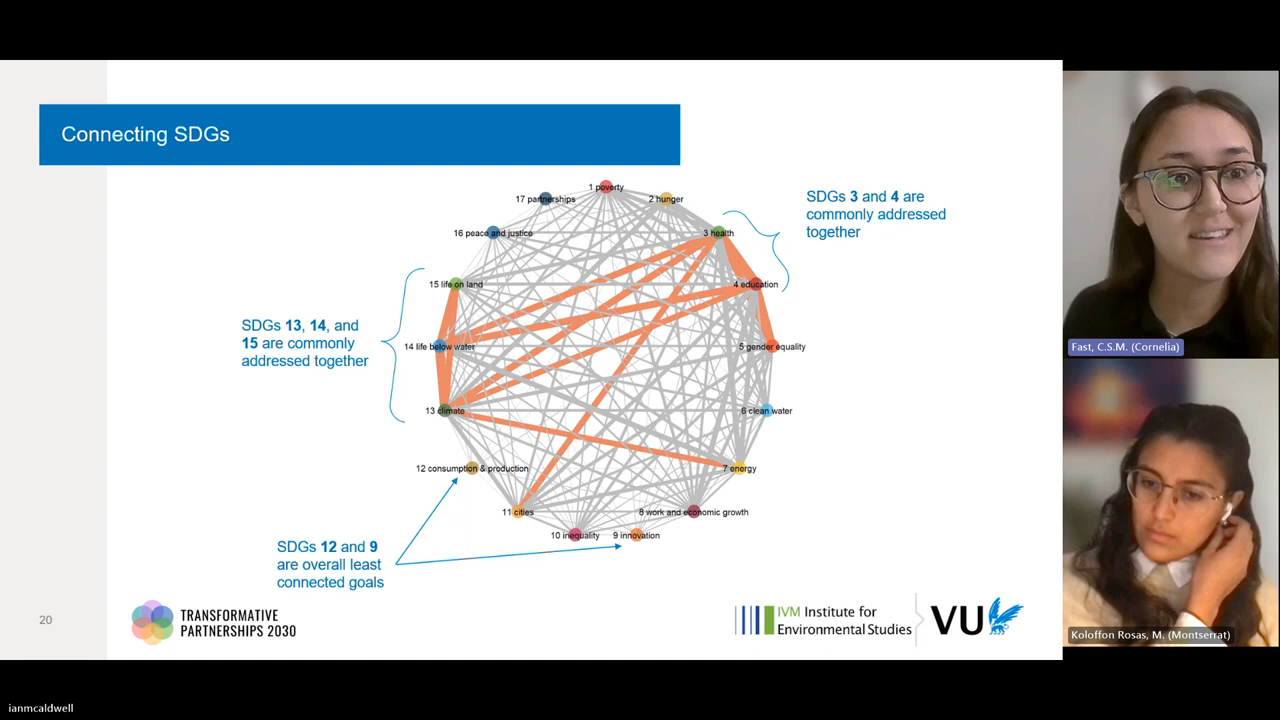 Connecting SDGs
1 poverty
17 partnerships
2 hunger
16 peace and justice
3 health
SDGs 3 and 4 are
commonly addressed
together
15 life on land
4 education
SDGs 13, 14, and
15 are commonly
addressed together
14 life below water
5 gender equality
13 climate
6 clean water
12 consumption & production
7 energy
11 cities
8 work and economic growth
10 inequality
9 innovation
SDGs 12 and 9
are overall least
connected goals
20
TRANSFORMATIVE
PARTNERSHIPS 2030
IVM Institute for
Environmental Studies
VU
Fast, C.S.M. (Cornelia)
Koloffon Rosas, M. (Montserrat)
ianmcaldwell